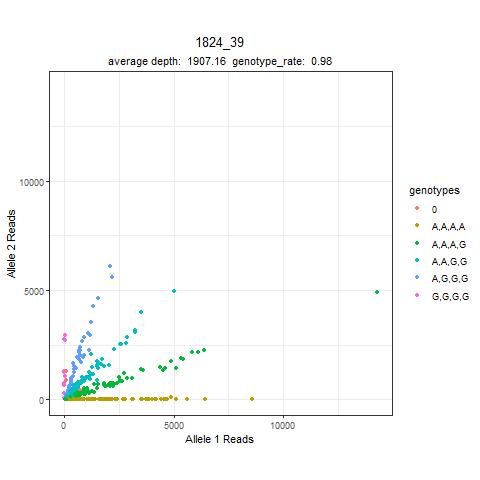 1824_39
average depth:  1907.16  genotype_rate:  0.98
Allele 2 Reads
10000
5000
0
0
5000
10000
Allele 1 Reads
genotypes
0
A,A,A,A
A,A,A,G
A,A,G,G
A,G,G,G
G,G,G,G